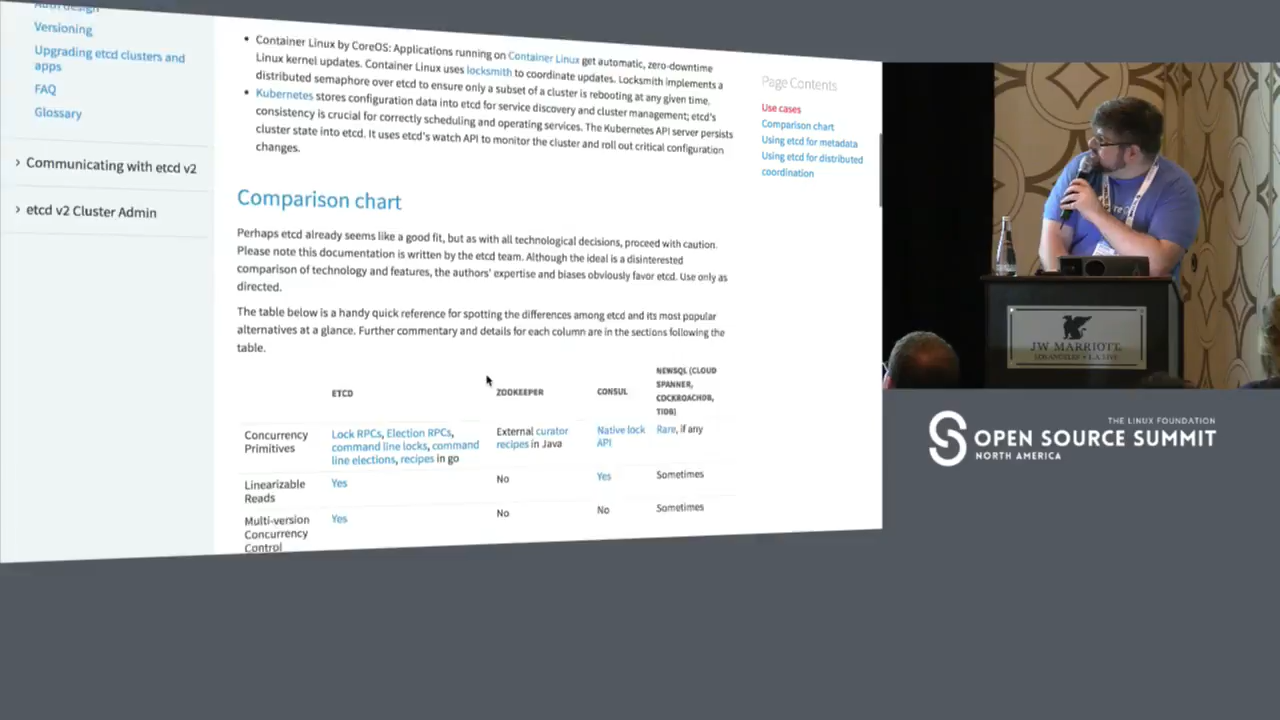 Auth design
Versioning
Upgrading etcd clusters and
apps
FAQ
Glossary
› Communicating with etcd v2
› etcd v2 Cluster Admin
• Container Linux by CoreOS: Applications running on Container Linux get automatic, zero-downtime
Linux kernel updates. Container Linux uses locksmith to coordinate updates. Locksmith implements a
distributed semaphore over etcd to ensure only a subset of a cluster is rebooting at any given time.
• Kubernetes stores configuration data into etcd for service discovery and cluster management; etcd's
consistency is crucial for correctly scheduling and operating services. The Kubernetes API server persists
cluster state into etcd. It uses etcd's watch API to monitor the cluster and roll out critical configuration
changes.
Page Contents
Use cases
Comparison chart
Using etcd for metadata
Using etcd for distributed
coordination
Comparison chart
Perhaps etcd already seems like a good fit, but as with all technological decisions, proceed with caution.
Please note this documentation is written by the etcd team. Although the ideal is a disinterested
comparison of technology and features, the authors' expertise and biases obviously favor etcd. Use only as
directed.
The table below is a handy quick reference for spotting the differences among etcd and its most popular
alternatives at a glance. Further commentary and details for each column are in the sections following the
table.
ETCD
ZOOKEEPER
CONSUL
NEWSQL (CLOUD
SPANNER,
COCKROACHDB,
TIDB)
Concurrency
Primitives
Lock RPCs, Election RPCs,
command line locks, command
line elections, recipes in go
External curator
recipes in Java
Native lock
API
Rare, if any
Linearizable
Reads
Yes
No
Yes
Sometimes
Multi-version
Concurrency
Control
Yes
No
No
Sometimes
JW MARRIOTT
THE LINUX FOUNDATION
OPEN SOURCE SUMMIT
NORTH AMERICA